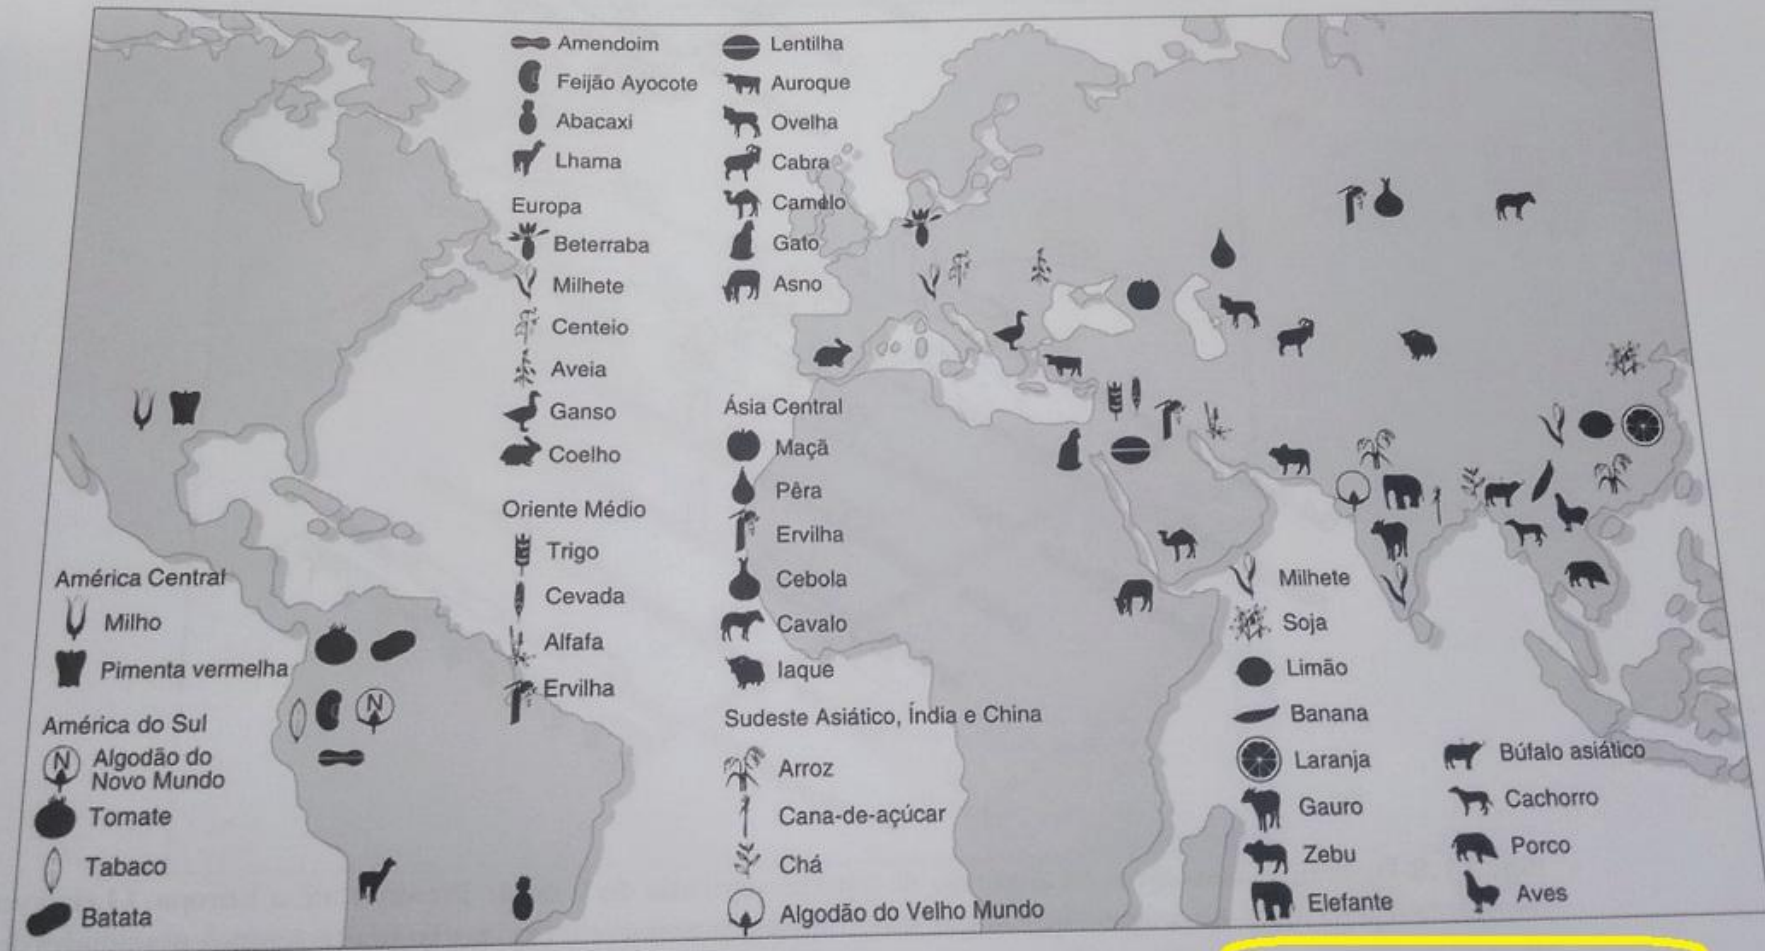 Amendoim
Feijão Ayocote
Abacaxi
Lhama
Europa
Beterraba
Milhete
Centeio
Aveia
Ganso
Coelho
Oriente Médio
Trigo
Cevada
Alfafa
Ervilha
Lentilha
Auroque
Ovelha
Cabra
Camelo
Gato
Asno
Ásia Central
Maçã
Pêra
Ervilha
Cebola
Cavalo
Iaque
Sudeste Asiático, Índia e China
Arroz
Cana-de-açúcar
Chá
Algodão do Velho Mundo
Milhete
Soja
Limão
Banana
Laranja
Gauro
Zebu
Elefante
Búfalo asiático
Cachorro
Porco
Aves
América Central
Milho
Pimenta vermelha
América do Sul
N
Algodão do
Novo Mundo
Tomate
Tabaco
Batata
N